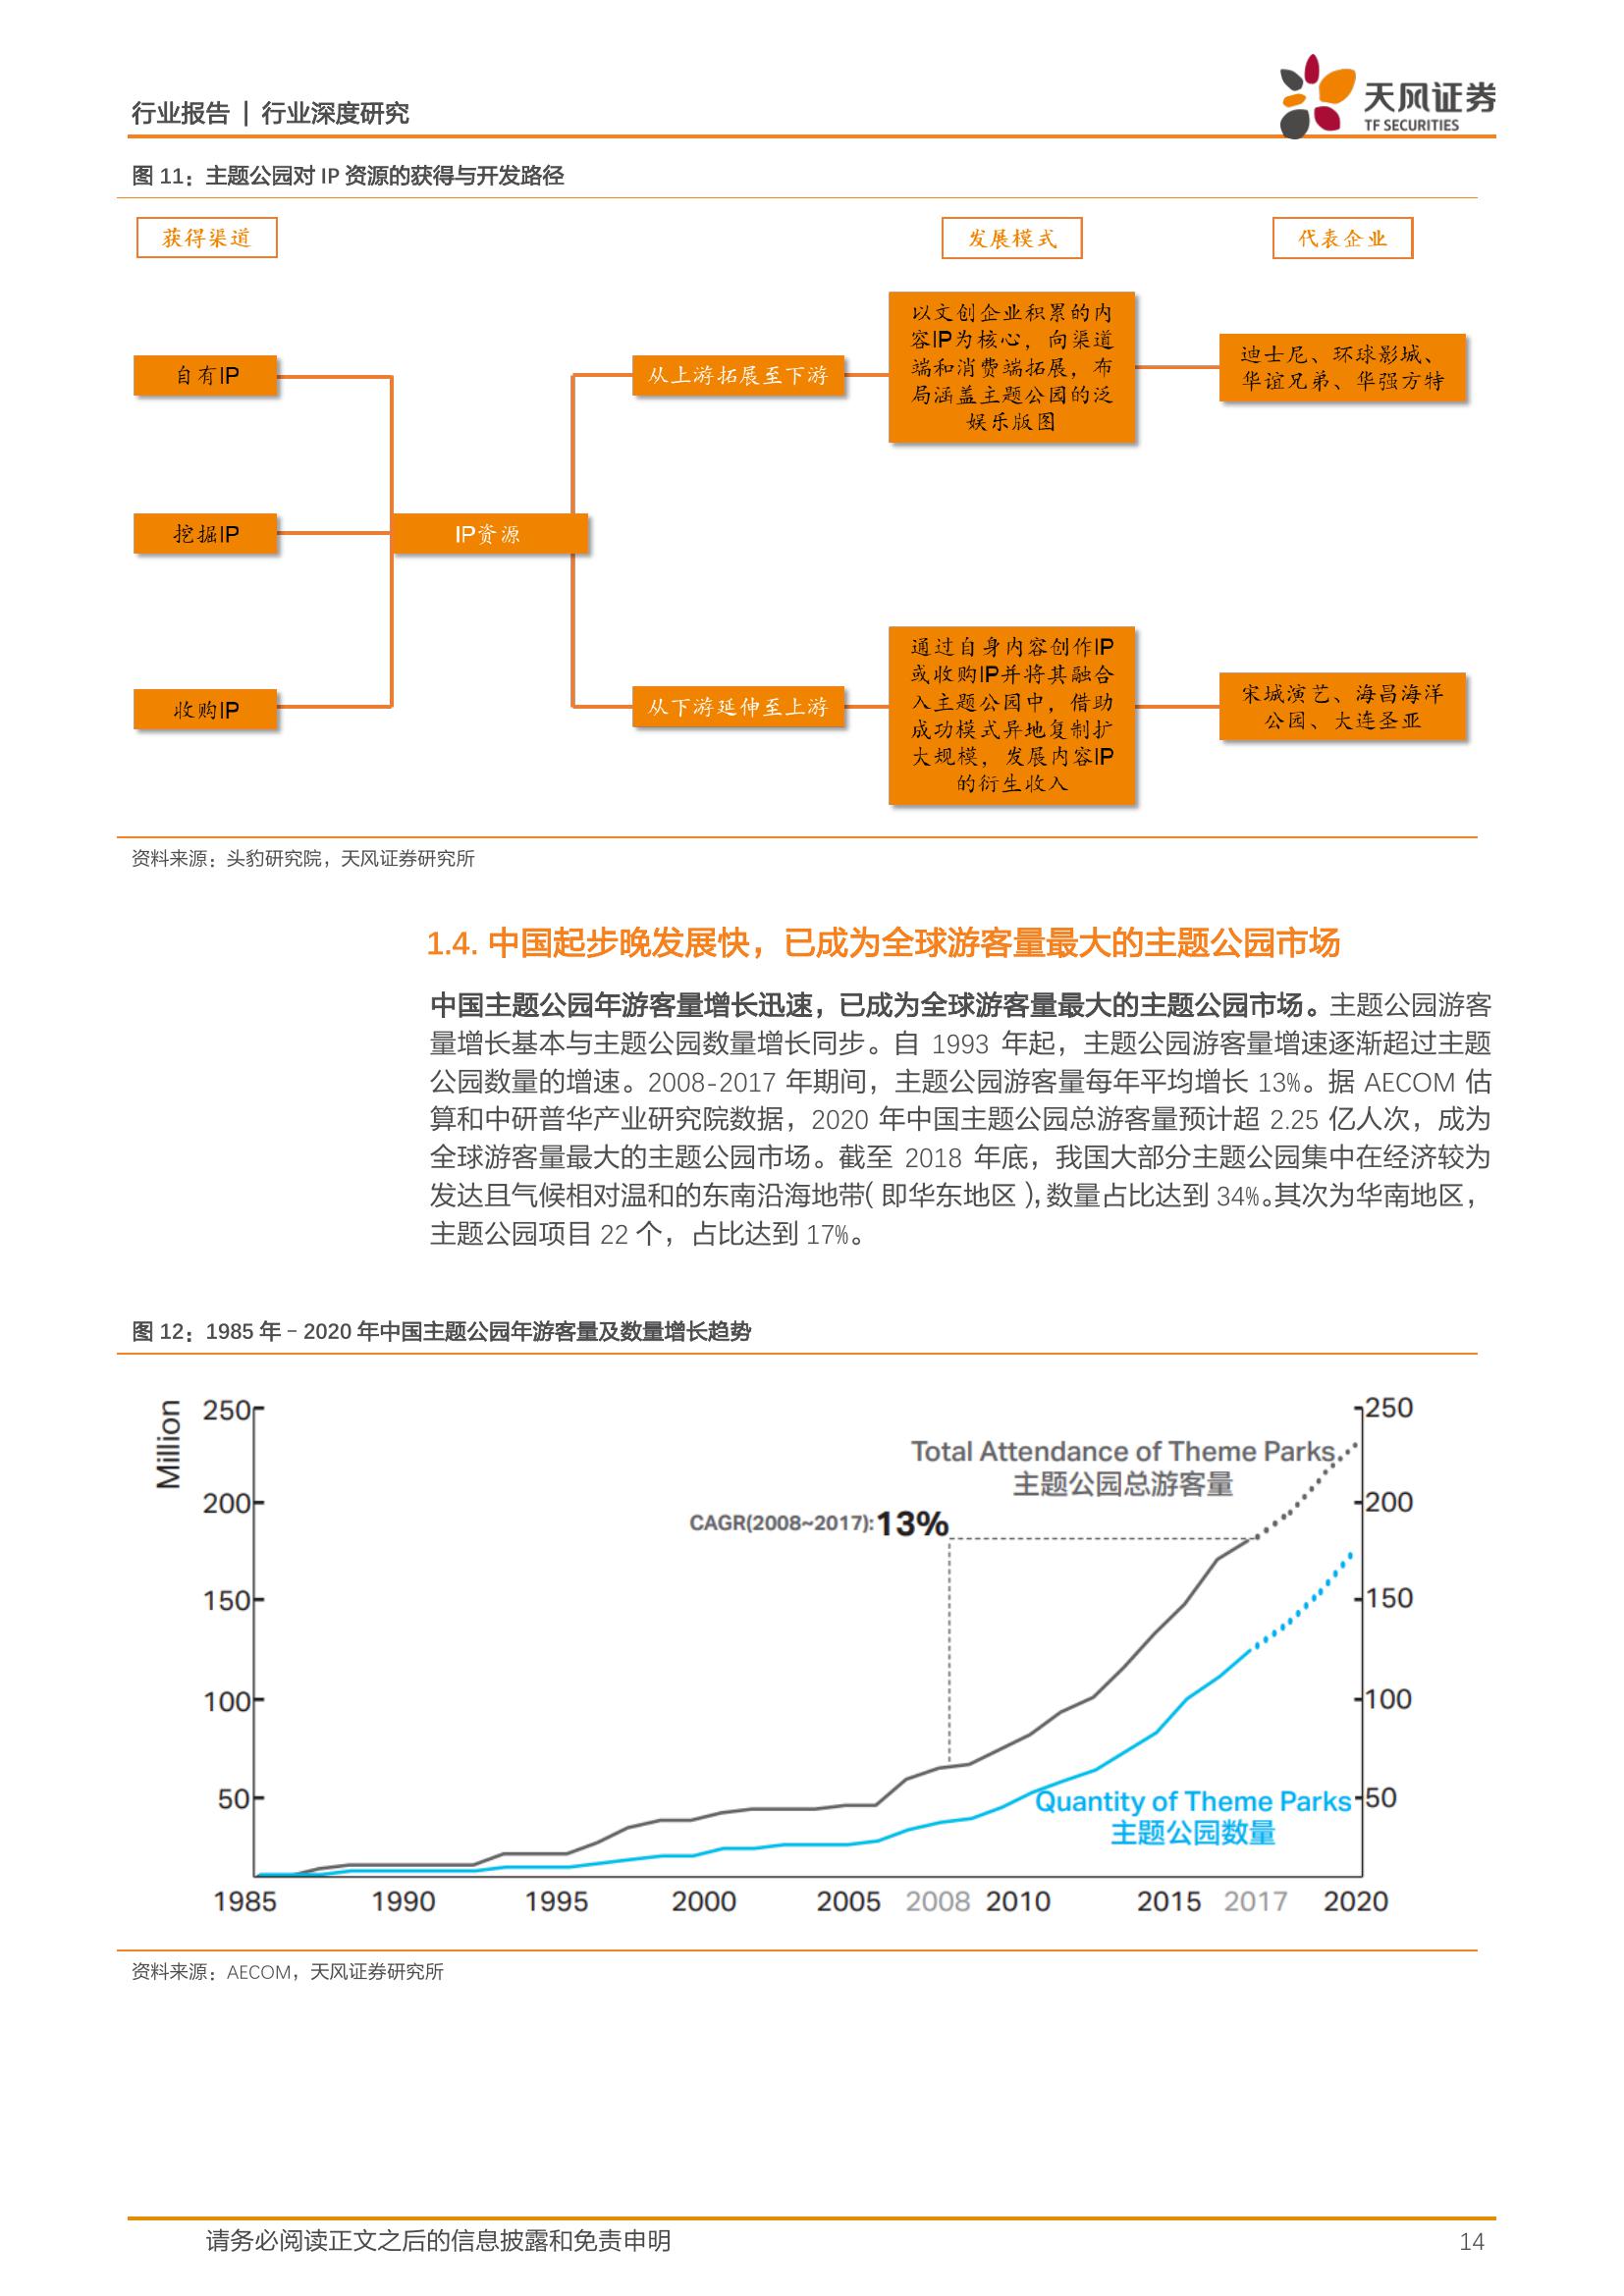 行业报告 | 行业深度研究
天风证券
TF SECURITIES
图 11：主题公园对 IP 资源的获得与开发路径
获得渠道
发展模式
代表企业
自有IP
挖掘IP
收购IP
IP资源
从上游拓展至下游
以文创企业积累的内
容IP为核心，向渠道
端和消费端拓展，布
局涵盖主题公园的泛
娱乐版图
迪士尼、环球影城、
华谊兄弟、华强方特
从下游延伸至上游
通过自身内容创作IP
或收购IP并将其融合
入主题公园中，借助
成功模式异地复制扩
大规模，发展内容IP
的衍生收入
宋城演艺、海昌海洋
公园、大连圣亚
资料来源：头豹研究院，天风证券研究所
1.4. 中国起步晚发展快，已成为全球游客量最大的主题公园市场
中国主题公园年游客量增长迅速，已成为全球游客量最大的主题公园市场。主题公园游客
量增长基本与主题公园数量增长同步。自 1993 年起，主题公园游客量增速逐渐超过主题
公园数量的增速。2008-2017 年期间，主题公园游客量每年平均增长 13%。据 AECOM 估
算和中研普华产业研究院数据，2020 年中国主题公园总游客量预计超 2.25 亿人次，成为
全球游客量最大的主题公园市场。截至 2018 年底，我国大部分主题公园集中在经济较为
发达且气候相对温和的东南沿海地带（即华东地区），数量占比达到 34%。其次为华南地区，
主题公园项目 22 个，占比达到 17%。
图 12：1985 年–2020 年中国主题公园年游客量及数量增长趋势
Million
250
200
150
100
50
250
200
150
100
50
Total Attendance of Theme Parks
主题公园总游客量
CAGR(2008~2017):13%
Quantity of Theme Parks
主题公园数量
1985 1990 1995 2000 2005 2008 2010 2015 2017 2020
资料来源：AECOM，天风证券研究所
请务必阅读正文之后的信息披露和免责申明
14